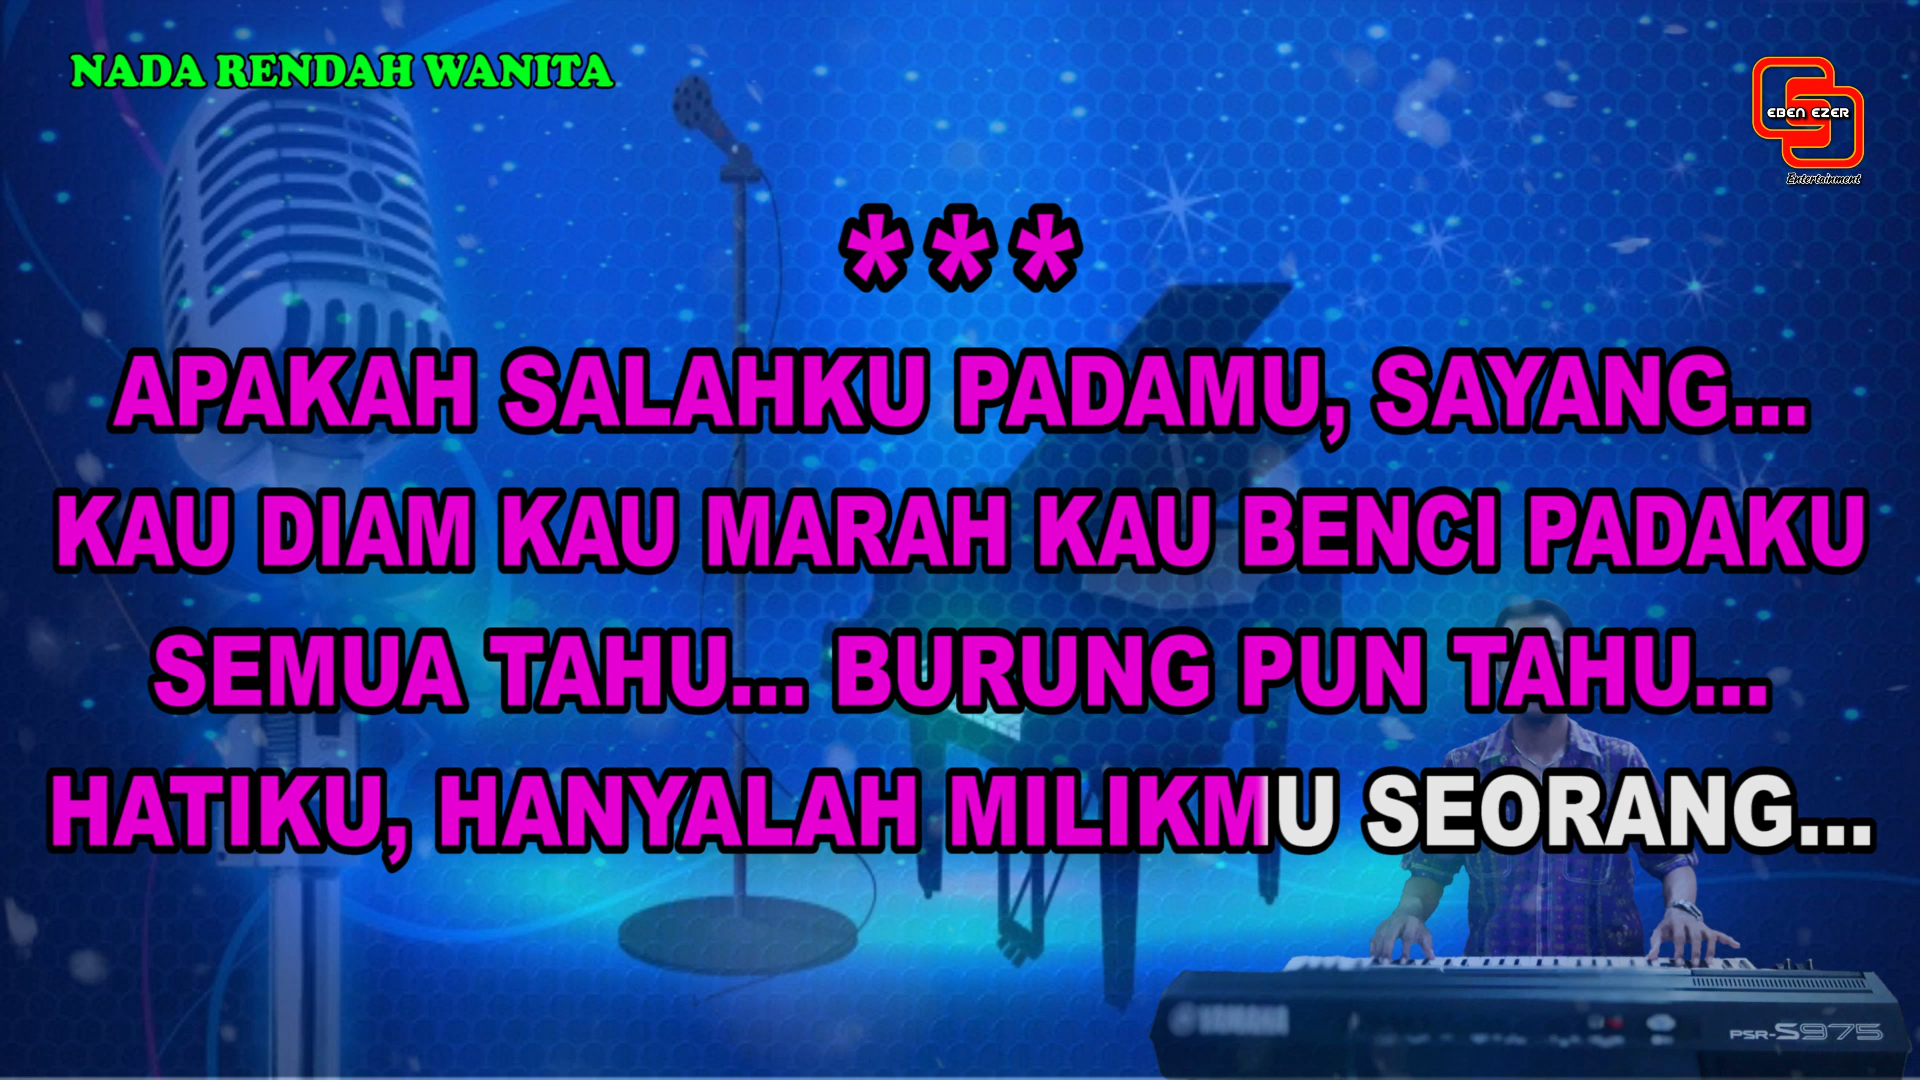 NADA RENDAH WANITA
EBEN EZER
Entertainment
***
APAKAH SALAHKU PADAMU, SAYANG...
KAU DIAM KAU MARAH KAU BENCI PADAKU
SEMUA TAHU... BURUNG PUN TAHU...
HATIKU, HANYALAH MILIKMU SEORANG...
YAMAHA
PSR-S975